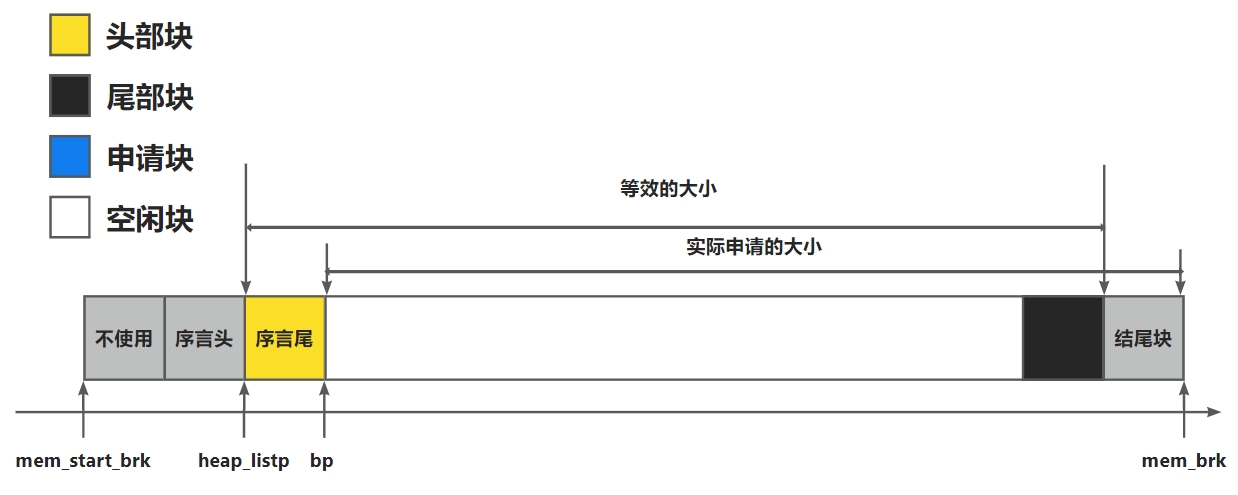 头部块
尾部块
申请块
空闲块
等效的大小
实际申请的大小
不使用
序言头
序言尾
结尾块
mem_start_brk
heap_listp
bp
mem_brk